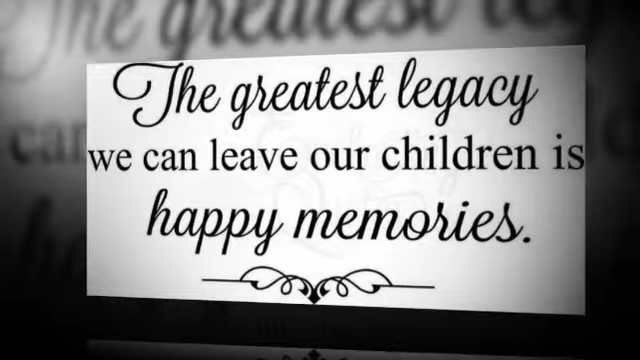 The greatest legacy
we can leave our children is
happy memories.